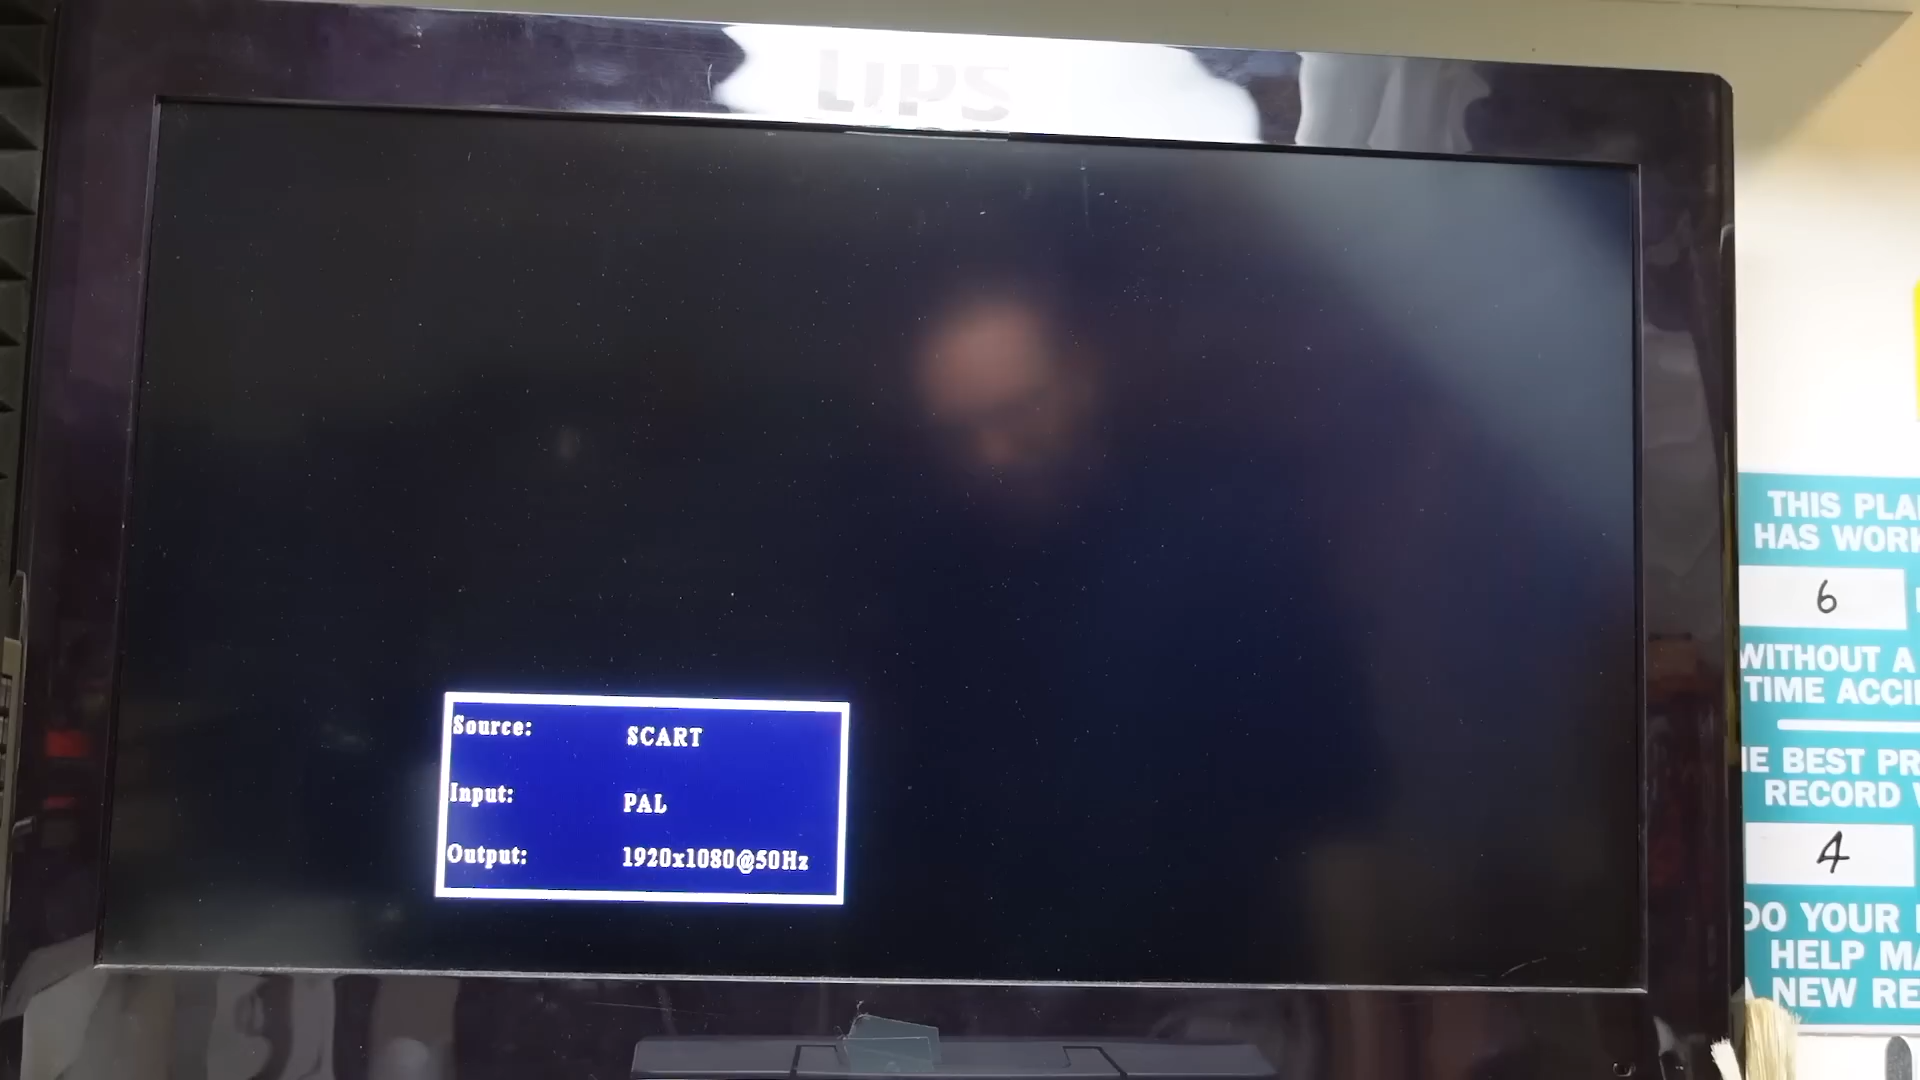 Source: SCART
Input: PAL
Output: 1920x1080@50Hz
THIS PLA
HAS WORK
6
WITHOUT A
TIME ACCI
E BEST PR
RECORD
4
DO YOUR
HELP MA
A NEW RE